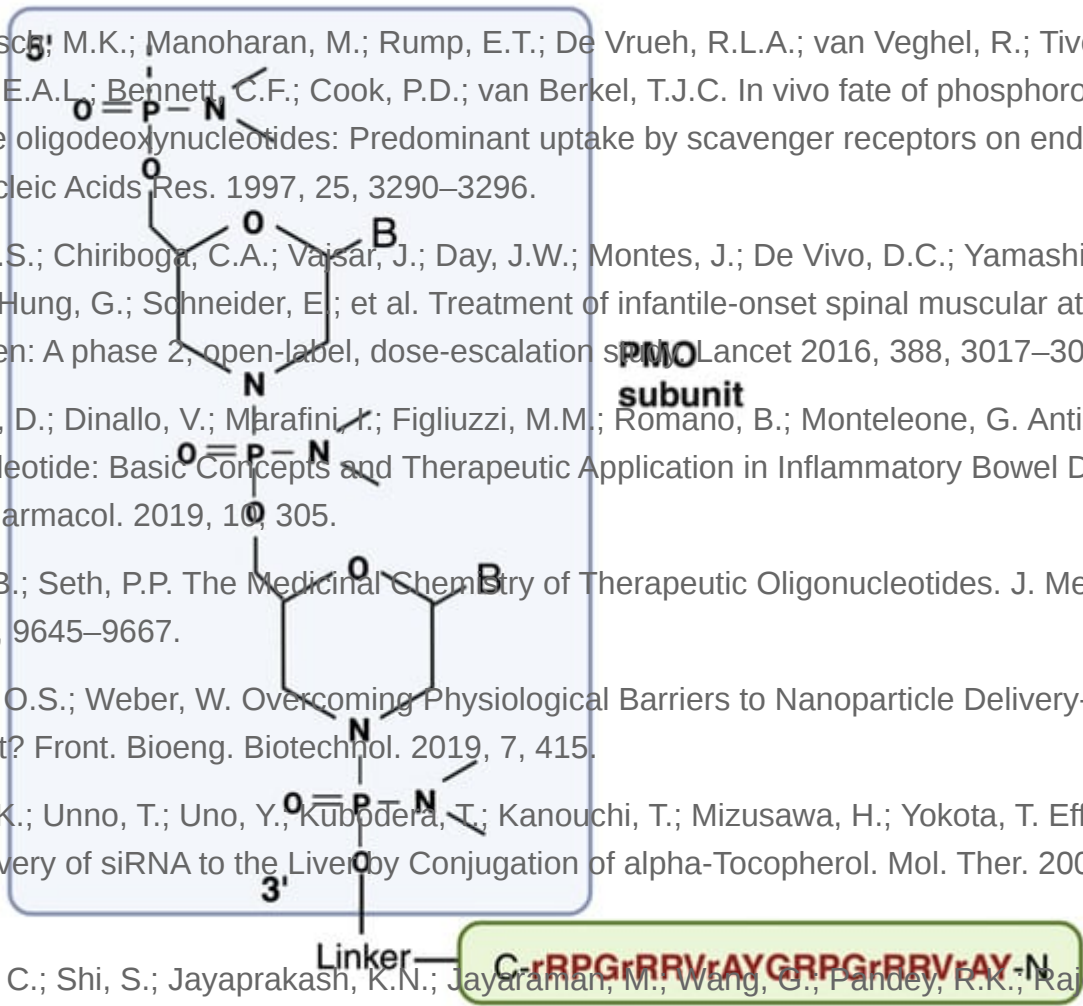 5'
sch, M.K.; Manoharan, M.; Rump, E.T.; De Vrueh, R.L.A.; van Veghel, R.; Tiv
E.A.L.; Bennett, C.F.; Cook, P.D.; van Berkel, T.J.C. In vivo fate of phosphoro
O=P-N
e oligodeoxynucleotides: Predominant uptake by scavenger receptors on end
O
cleic Acids Res. 1997, 25, 3290–3296.
O B
.S.; Chiriboga, C.A.; Vajsar, J.; Day, J.W.; Montes, J.; De Vivo, D.C.; Yamashi
Hung, G.; Schneider, E.; et al. Treatment of infantile-onset spinal muscular at
en: A phase 2, open-label, dose-escalation study. Lancet 2016, 388, 3017–30
PMO
subunit
N
, D.; Dinallo, V.; Marafini, I.; Figliuzzi, M.M.; Romano, B.; Monteleone, G. Anti
O=P-N
leotide: Basic Concepts and Therapeutic Application in Inflammatory Bowel D
O
armacol. 2019, 10, 305.
O B
B.; Seth, P.P. The Medicinal Chemistry of Therapeutic Oligonucleotides. J. Me
, 9645–9667.
O.S.; Weber, W. Overcoming Physiological Barriers to Nanoparticle Delivery-
N
t? Front. Bioeng. Biotechnol. 2019, 7, 415.
O=P-N
K.; Unno, T.; Uno, Y.; Kubodera, T.; Kanouchi, T.; Mizusawa, H.; Yokota, T. Eff
very of siRNA to the Liver by Conjugation of alpha-Tocopherol. Mol. Ther. 200
O
3'
Linker
C-rRPGrRRVrAYGRPGrRRVrAY-N
C.; Shi, S.; Jayaprakash, K.N.; Jayaraman, M.; Wang, G.; Pandey, R.K.; Raj